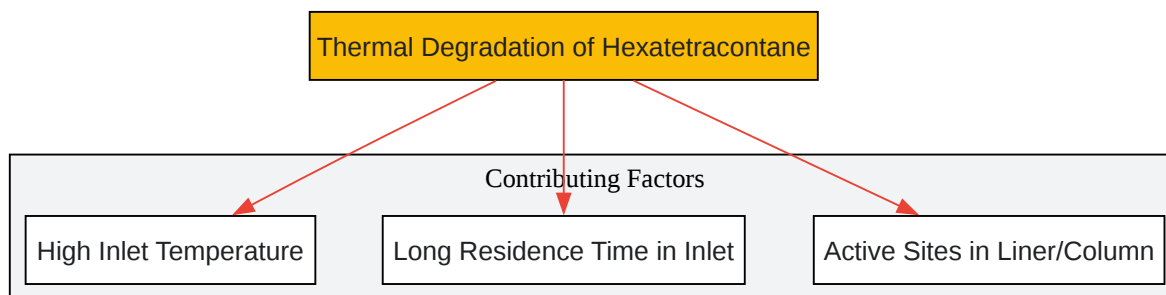 Thermal Degradation of Hexatetracontane
Contributing Factors
High Inlet Temperature
Long Residence Time in Inlet
Active Sites in Liner/Column